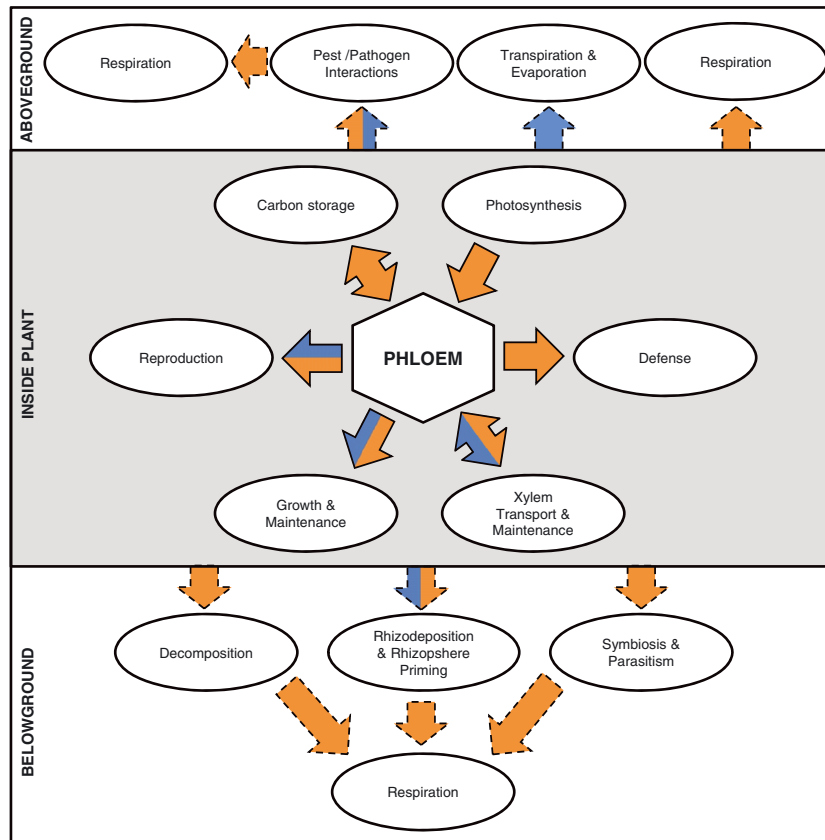 ABOVEGROUND
Respiration
Pest /Pathogen
Interactions
Transpiration &
Evaporation
Respiration
INSIDE PLANT
Carbon storage
Photosynthesis
Reproduction
PHLOEM
Defense
Growth &
Maintenance
Xylem
Transport &
Maintenance
BELOWGROUND
Decomposition
Rhizodeposition
& Rhizopshere
Priming
Symbiosis &
Parasitism
Respiration